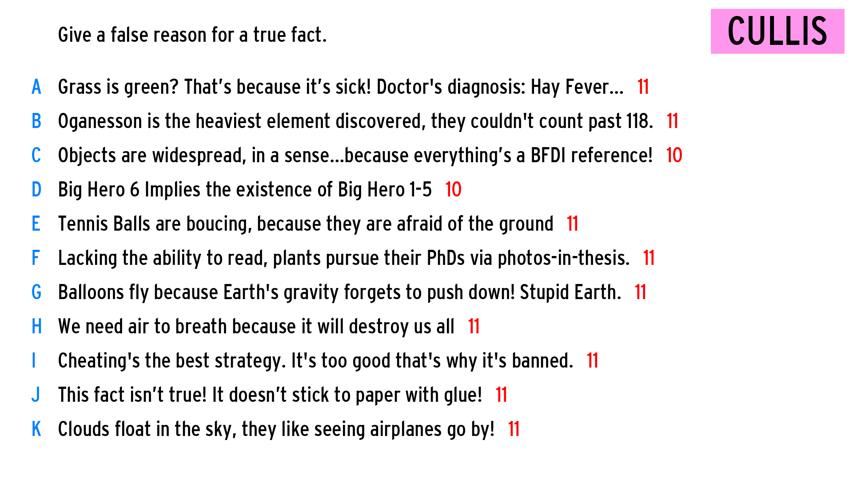 Give a false reason for a true fact.
CULLIS
A Grass is green? That's because it's sick! Doctor's diagnosis: Hay Fever... 11
B Oganesson is the heaviest element discovered, they couldn't count past 118. 11
C Objects are widespread, in a sense...because everything's a BFDI reference! 10
D Big Hero 6 Implies the existence of Big Hero 1-5 10
E Tennis Balls are boucing, because they are afraid of the ground 11
F Lacking the ability to read, plants pursue their PhDs via photos-in-thesis. 11
G Balloons fly because Earth's gravity forgets to push down! Stupid Earth. 11
H We need air to breath because it will destroy us all 11
I Cheating's the best strategy. It's too good that's why it's banned. 11
J This fact isn't true! It doesn't stick to paper with glue! 11
K Clouds float in the sky, they like seeing airplanes go by! 11